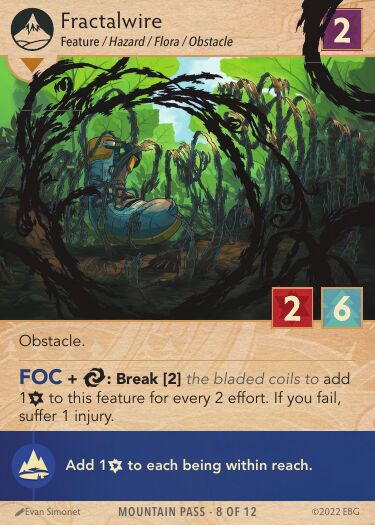 Fractalwire
2
Feature / Hazard / Flora / Obstacle
2 6
Obstacle.
FOC + : Break [2] the bladed coils to add
1 to this feature for every 2 effort. If you fail,
suffer 1 injury.
Add 1 to each being within reach.
Evan Simonet MOUNTAIN PASS - 8 OF 12 ©2022 EBG